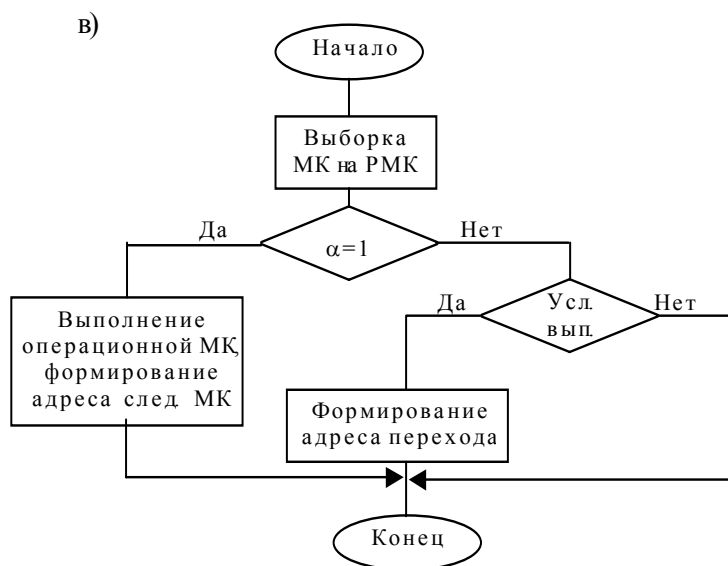 в)
Начало
Выборка
МК на РМК
Да
Нет
α=1
Выполнение
операционной МК,
формирование
адреса след. МК
Да
Усл.
вып.
Нет
Формирование
адреса перехода
Конец